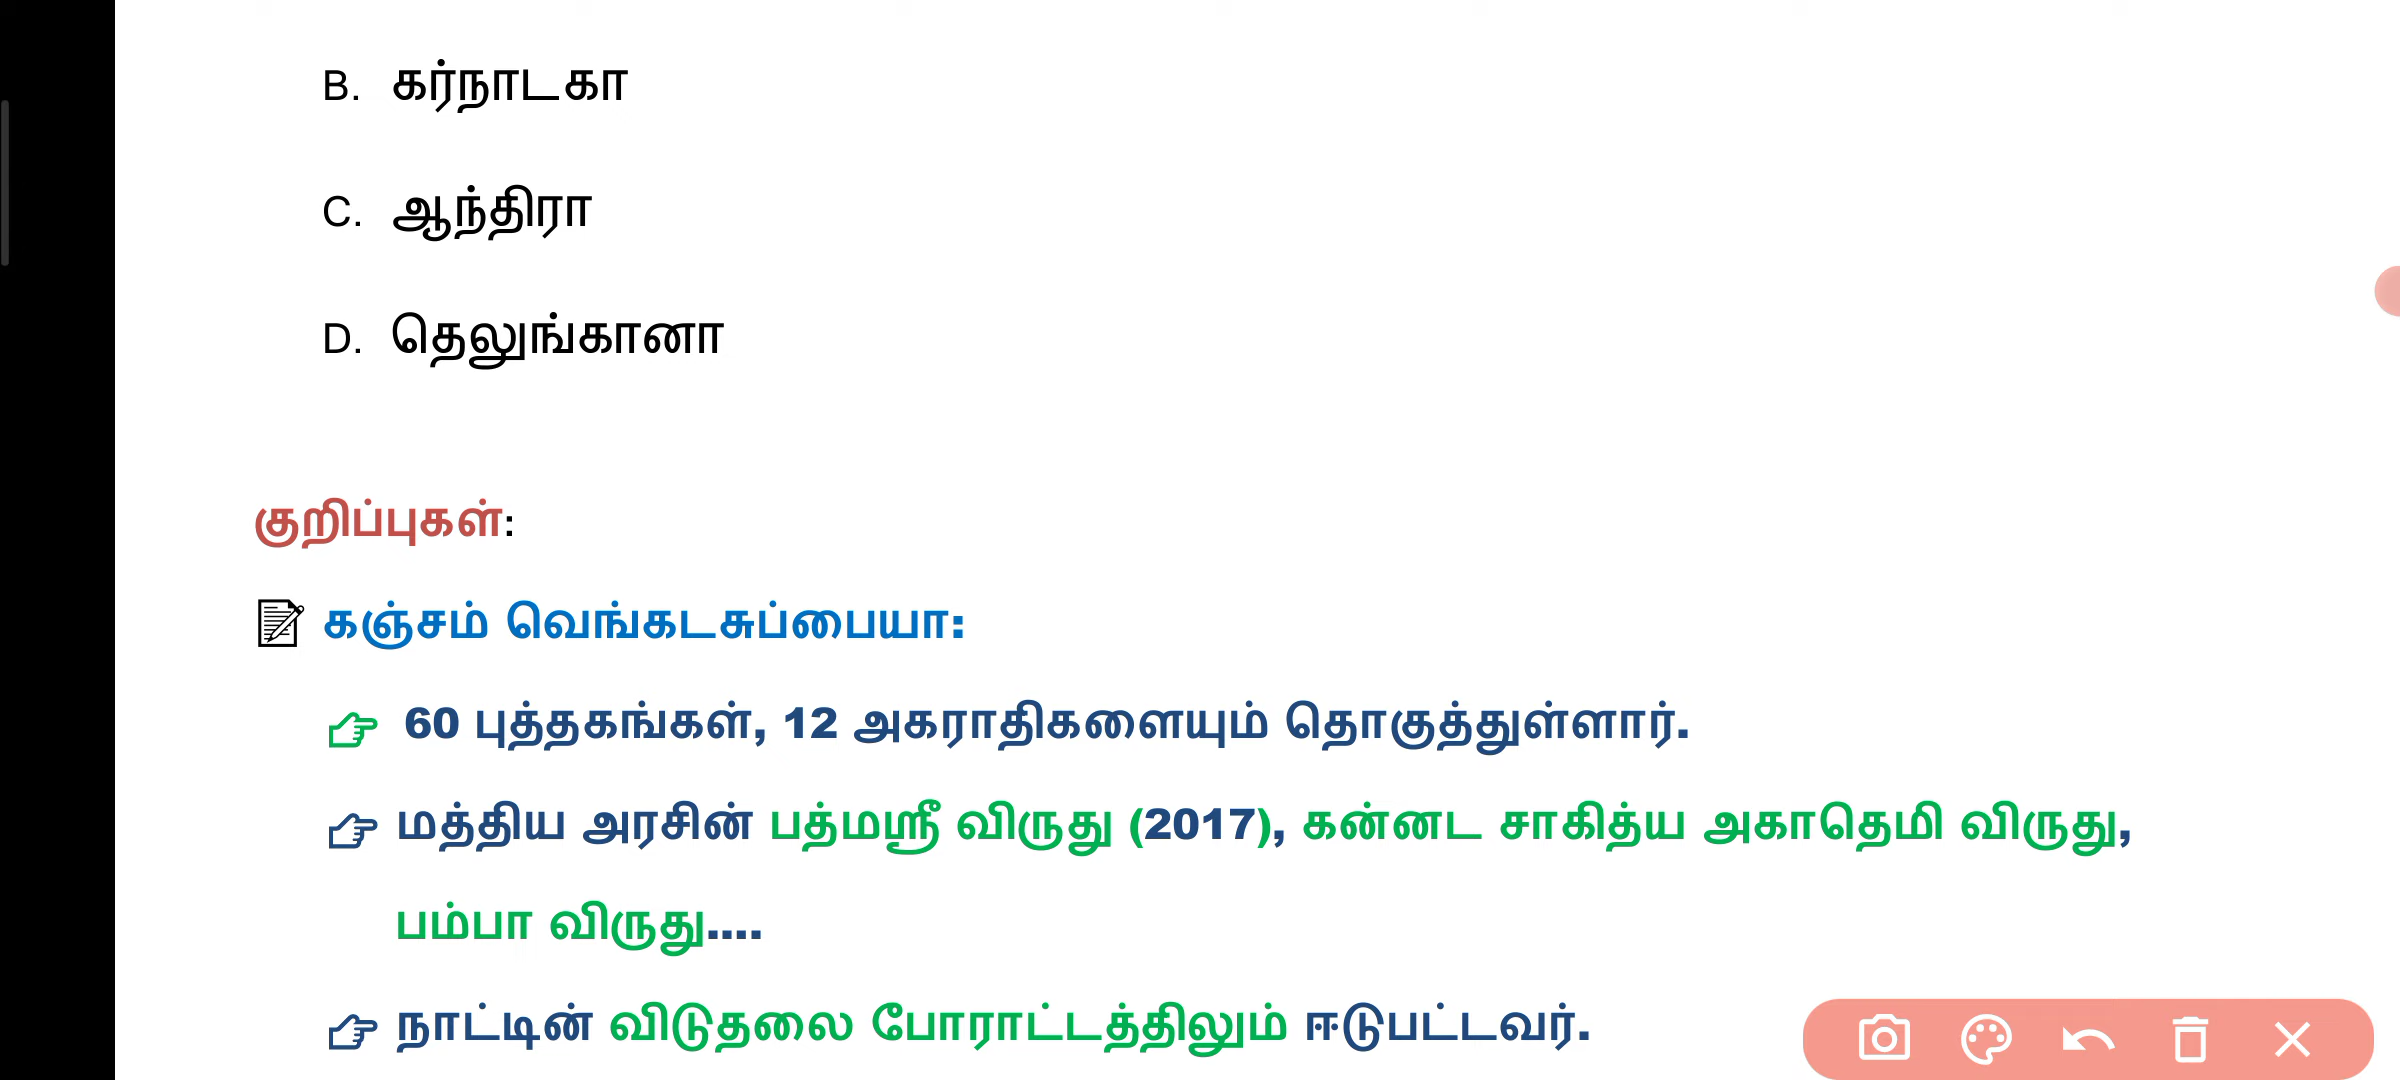 B. கர்நாடகா
C. ஆந்திரா
D. தெலுங்கானா
குறிப்புகள்:
கஞ்சம் வெங்கடசுப்பையா:
60 புத்தகங்கள், 12 அகராதிகளையும் தொகுத்துள்ளார்.
மத்திய அரசின் பத்மஸ்ரீ விருது (2017), கன்னட சாகித்ய அகாதெமி விருது,
பம்பா விருது....
நாட்டின் விடுதலை போராட்டத்திலும் ஈடுபட்டவர்.